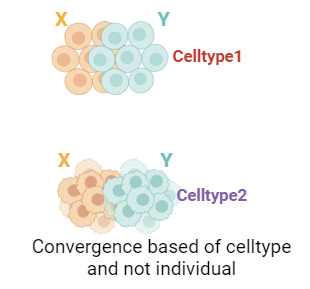 X Y
Celltype1
X Y
Celltype2
Convergence based of celltype
and not individual